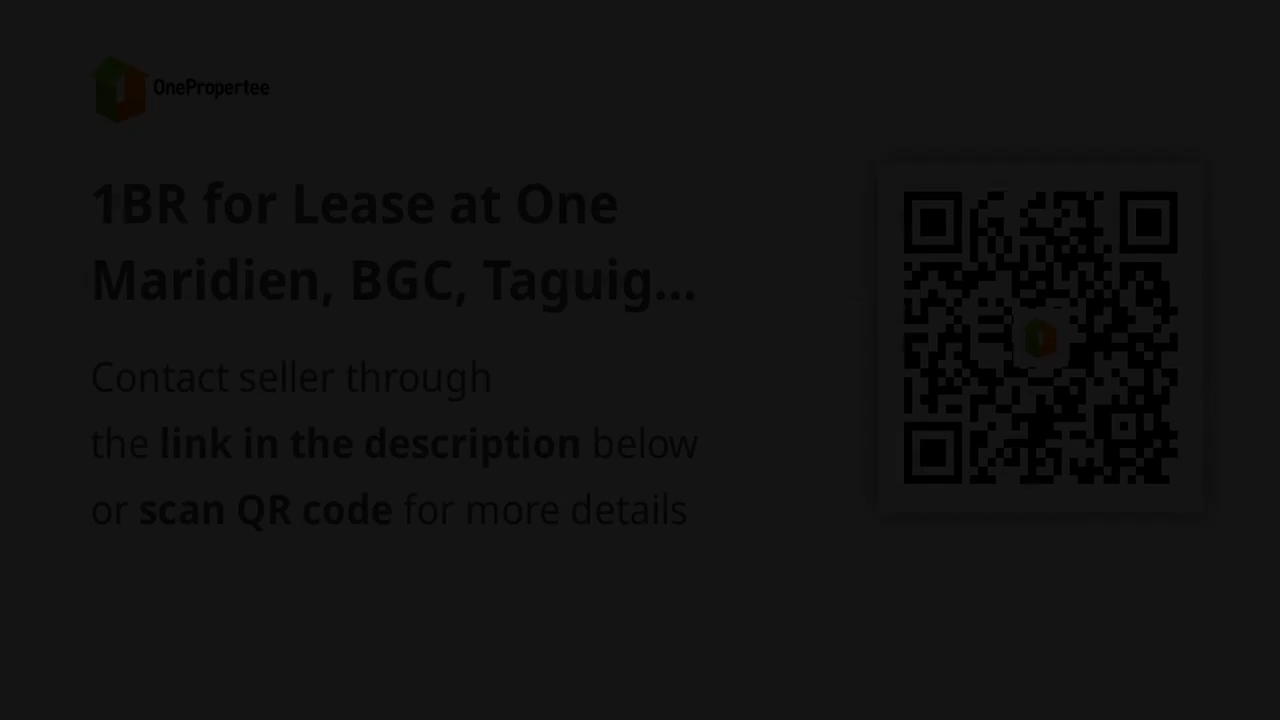 OnePropertee
1BR for Lease at One
Maridien, BGC, Taguig...
Contact seller through
the link in the description below
or scan QR code for more details